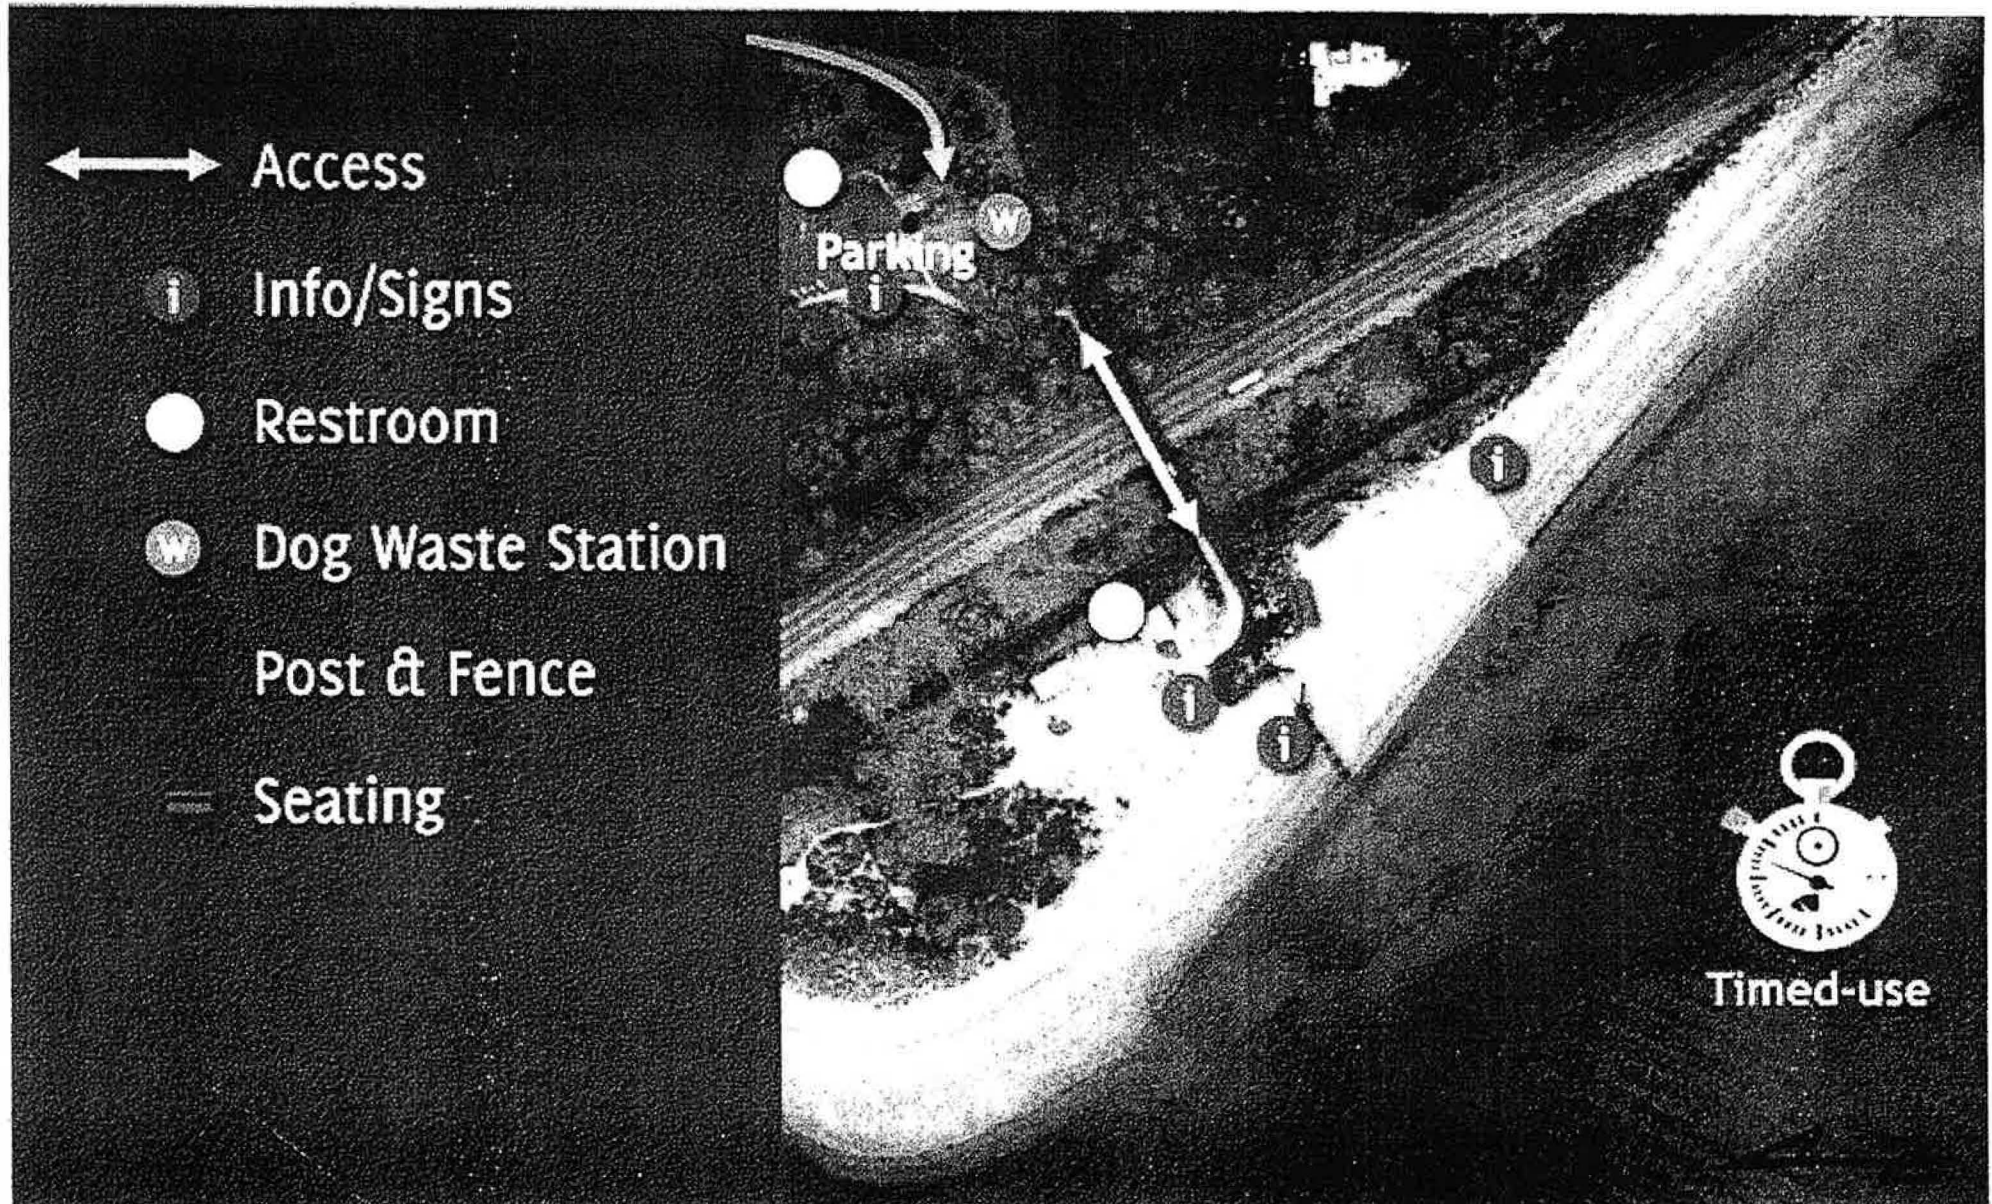 Access
i Info/Signs
Restroom
W Dog Waste Station
Post & Fence
Seating
W
Parking
i
i
i
i
Timed-use